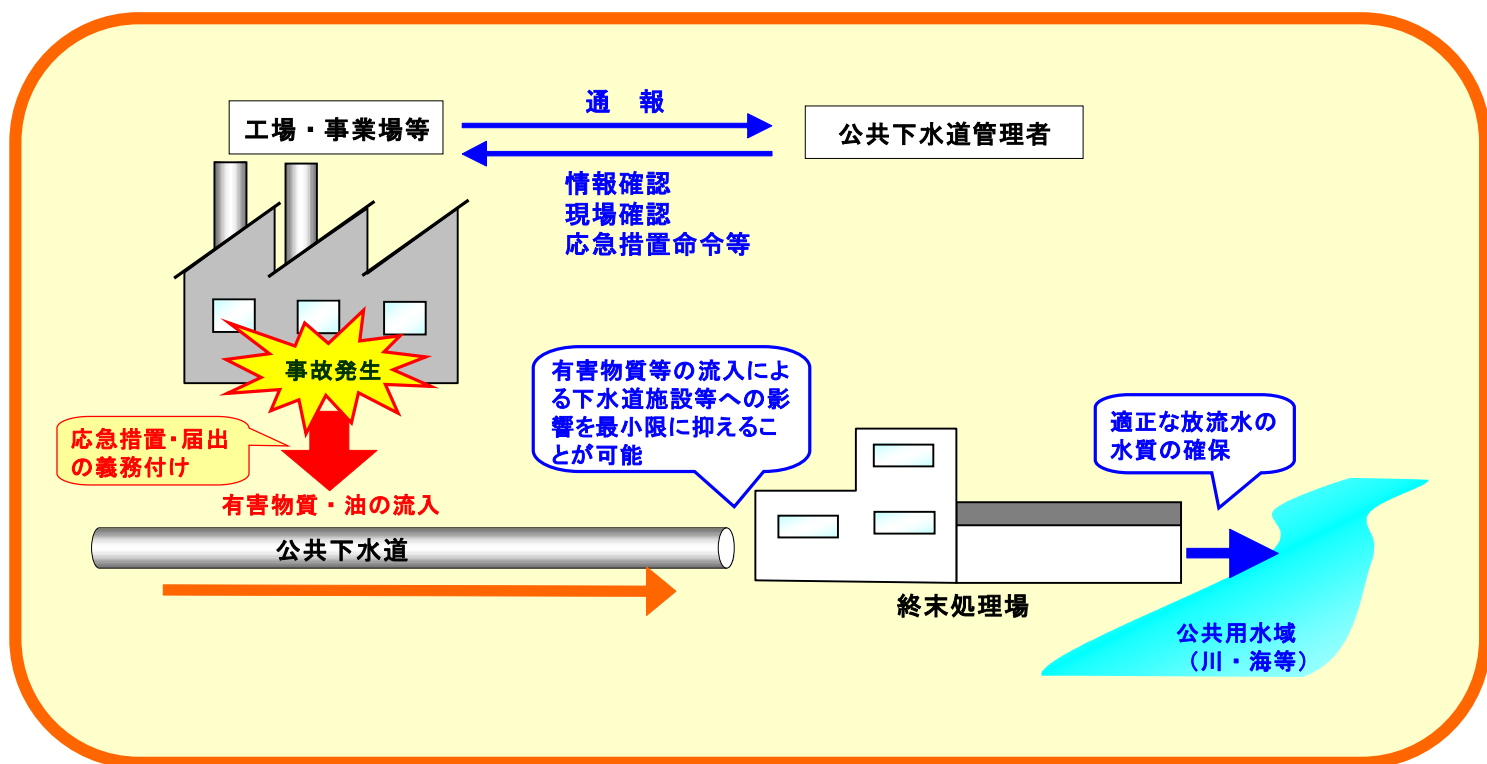 通　報
工場・事業場等
公共下水道管理者
情報確認
現場確認
応急措置命令等
事故発生
応急措置・届出
の義務付け
有害物質・油の流入
有害物質等の流入によ
る下水道施設等への影
響を最小限に抑えるこ
とが可能
適正な放流水の
水質の確保
公共下水道
終末処理場
公共用水域
（川・海等）